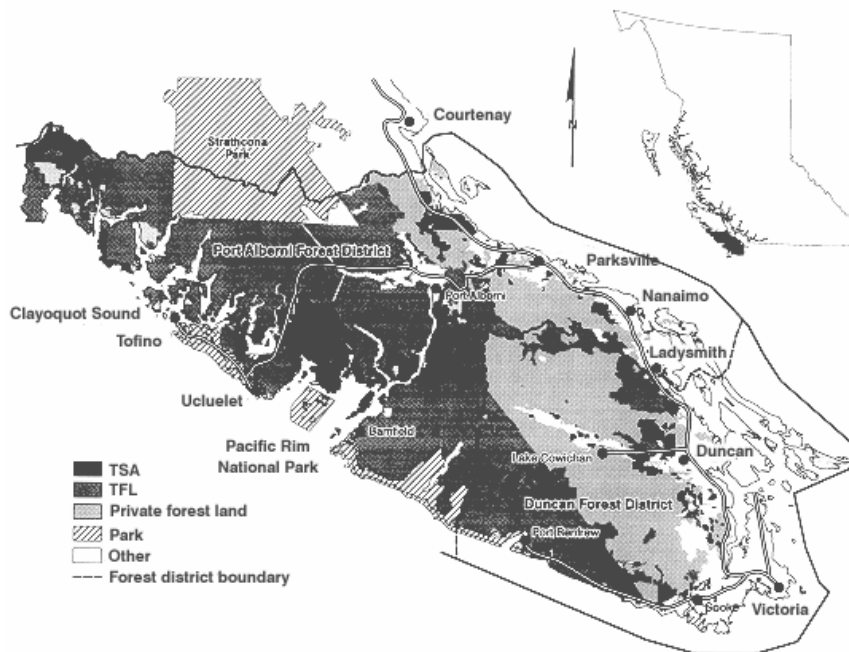 Courtenay
Strathcona
Park
N
Port Alberni Forest District
Parksville
Port Alberni
Nanaimo
Clayoquot Sound
Tofino
Ladysmith
Ucluelet
Bamfield
Pacific Rim
National Park
Duncan
Lake Cowichan
TSA
TFL
Private forest land
Park
Other
Forest district boundary
Duncan Forest District
Port Renfrew
Sooke
Victoria